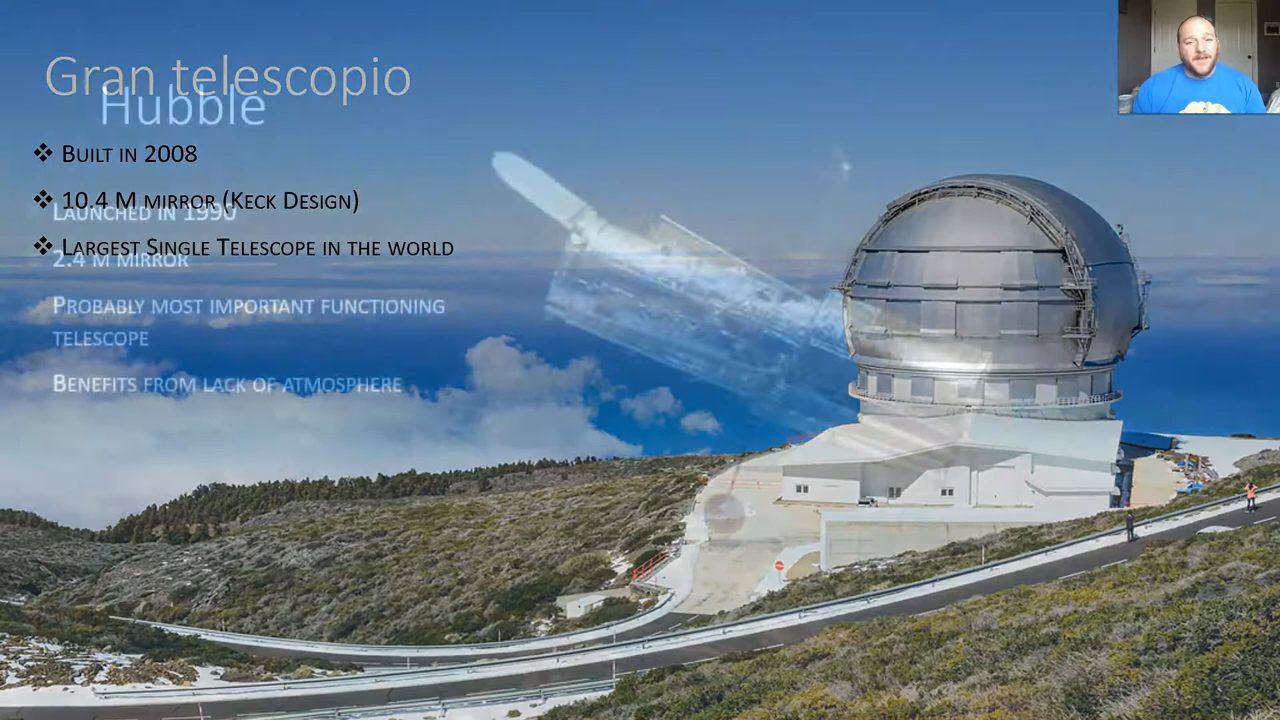 Gran telescopio
Hubble
❖ Built in 2008
❖ 10.4 m mirror (Keck Design)
Launched in 1990
❖ Largest Single Telescope in the world
2.4 m mirror
Probably most important functioning
telescope
Benefits from lack of atmosphere